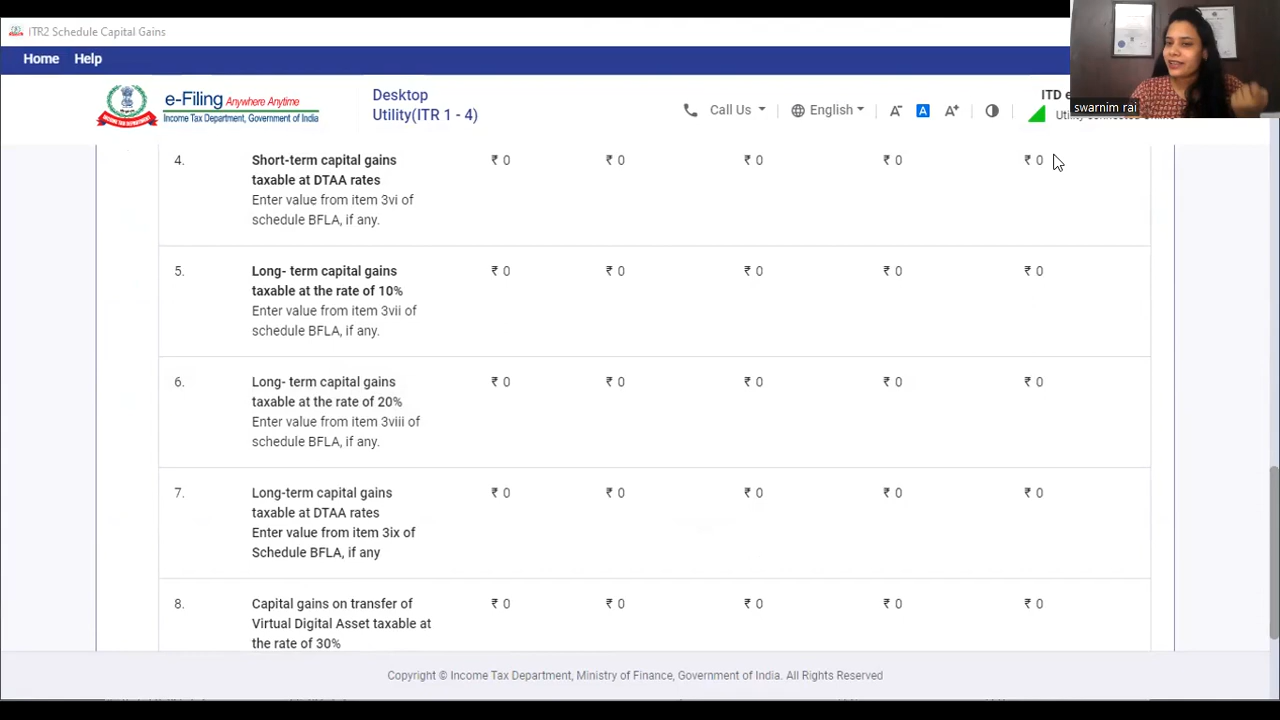 ITR2 Schedule Capital Gains
Home Help
e-Filing Anywhere Anytime
Income Tax Department, Government of India
Desktop
Utility(ITR 1 - 4)
Call Us
English
A-
A
A+
ITD e
swarnim rai
4. Short-term capital gains ₹ 0 ₹ 0 ₹ 0 ₹ 0 ₹ 0
taxable at DTAA rates
Enter value from item 3vi of
schedule BFLA, if any.
5. Long- term capital gains ₹ 0 ₹ 0 ₹ 0 ₹ 0 ₹ 0
taxable at the rate of 10%
Enter value from item 3vii of
schedule BFLA, if any.
6. Long- term capital gains ₹ 0 ₹ 0 ₹ 0 ₹ 0 ₹ 0
taxable at the rate of 20%
Enter value from item 3viii of
schedule BFLA, if any.
7. Long-term capital gains ₹ 0 ₹ 0 ₹ 0 ₹ 0 ₹ 0
taxable at DTAA rates
Enter value from item 3ix of
Schedule BFLA, if any
8. Capital gains on transfer of ₹ 0 ₹ 0 ₹ 0 ₹ 0 ₹ 0
Virtual Digital Asset taxable at
the rate of 30%
Copyright © Income Tax Department, Ministry of Finance, Government of India. All Rights Reserved